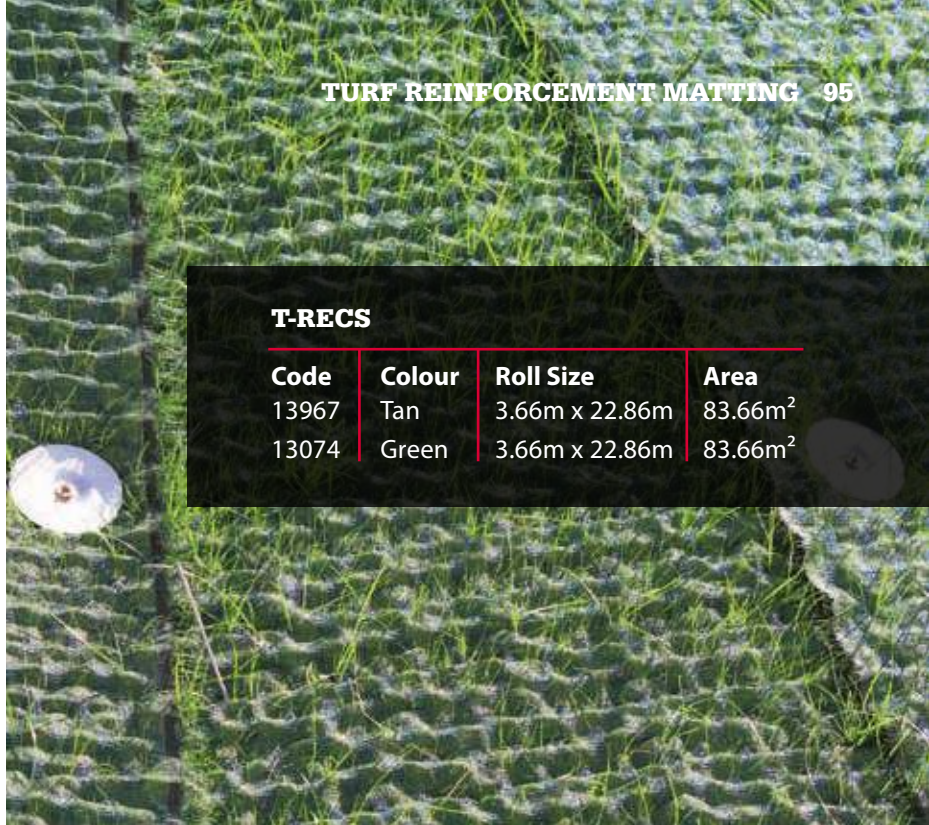 TURF REINFORCEMENT MATTING 95
T-RECS
Code Colour Roll Size Area
13967 Tan 3.66m x 22.86m 83.66m²
13074 Green 3.66m x 22.86m 83.66m²